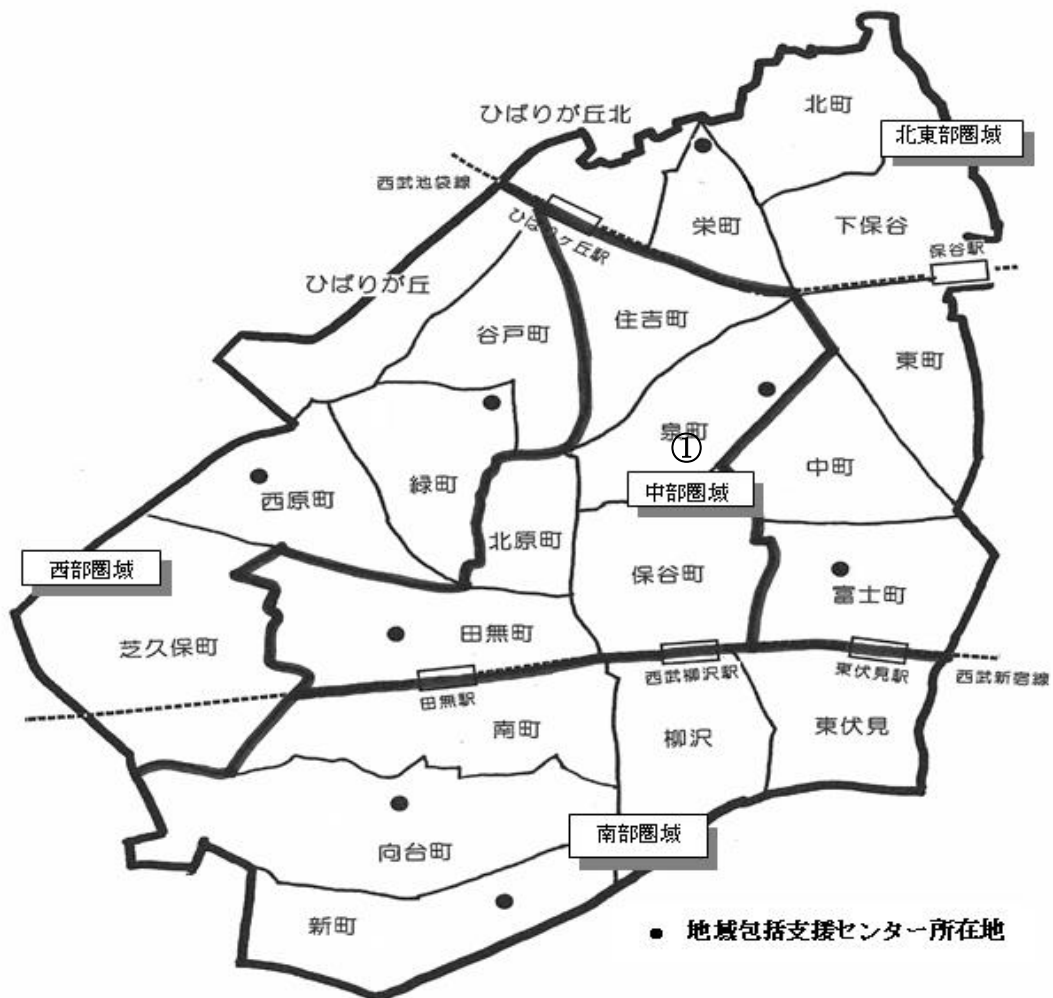 北町
ひばりが丘北
北東部圏域
西武池袋線
ひばりヶ丘駅
栄町
下保谷
保谷駅
ひばりが丘
谷戸町
住吉町
東町
泉町
①
中町
緑町
西原町
中部圏域
北原町
保谷町
西部圏域
富士町
芝久保町
田無町
西武柳沢駅
東伏見駅
西武新宿線
田無駅
南町
柳沢
東伏見
向台町
南部圏域
新町
● 地域包括支援センター所在地